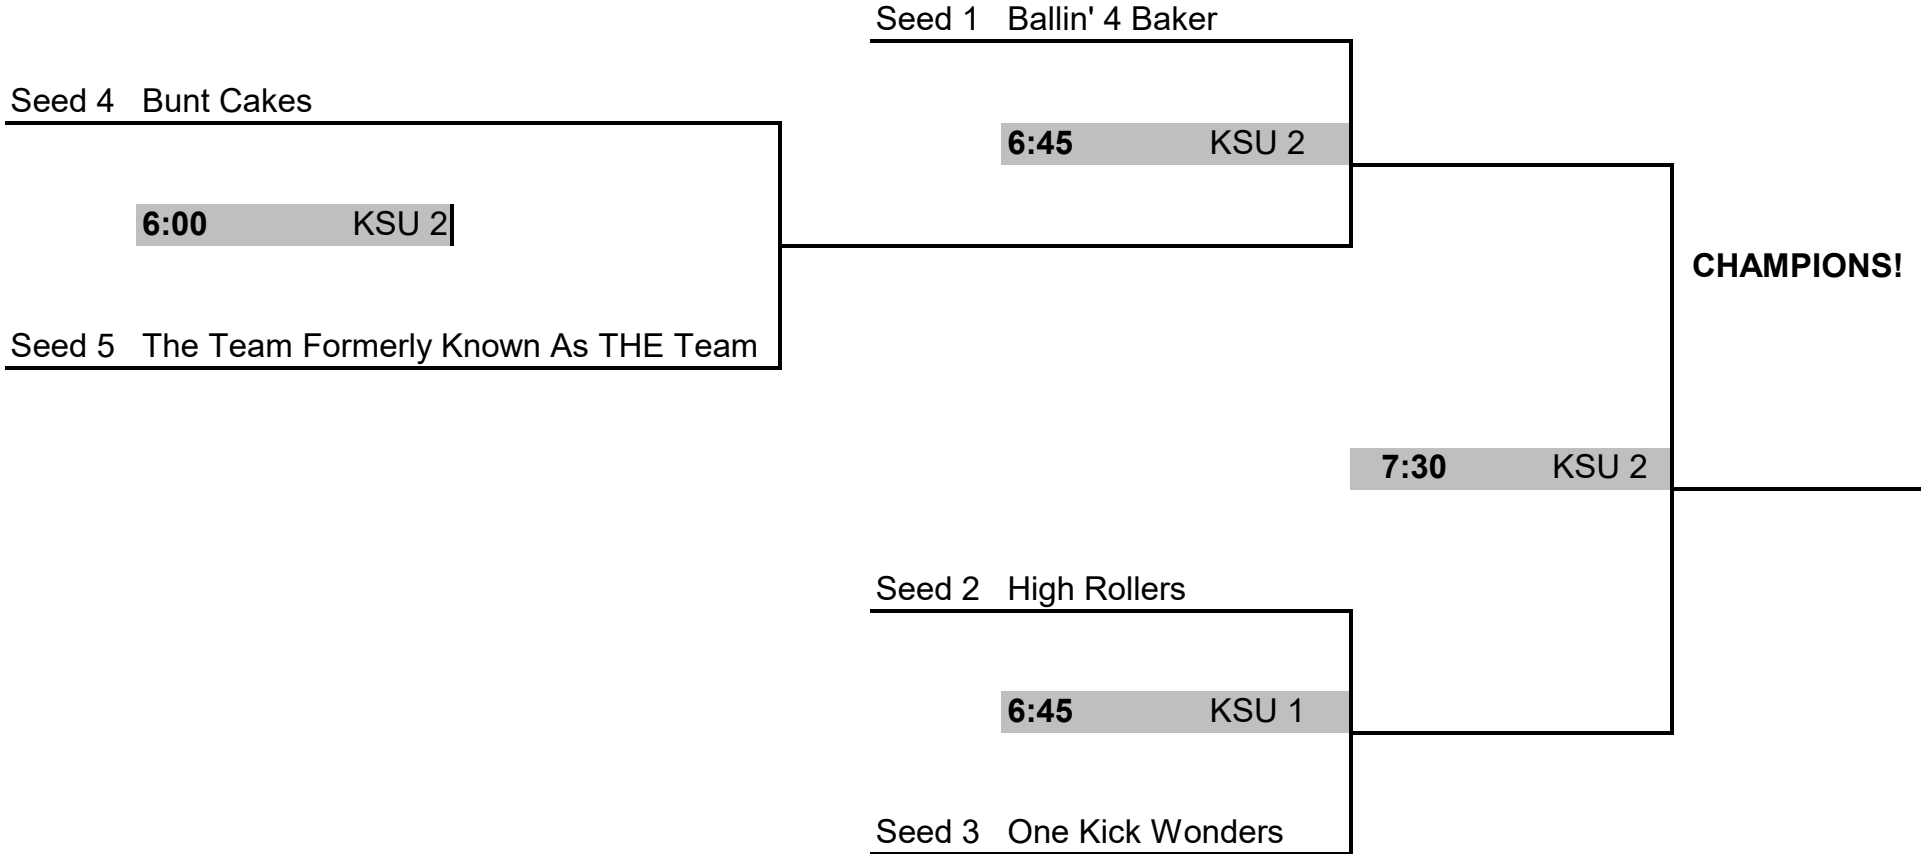 Seed 1 Ballin' 4 Baker
Seed 4 Bunt Cakes
6:45 KSU 2
6:00 KSU 2
CHAMPIONS!
Seed 5 The Team Formerly Known As THE Team
7:30 KSU 2
Seed 2 High Rollers
6:45 KSU 1
Seed 3 One Kick Wonders